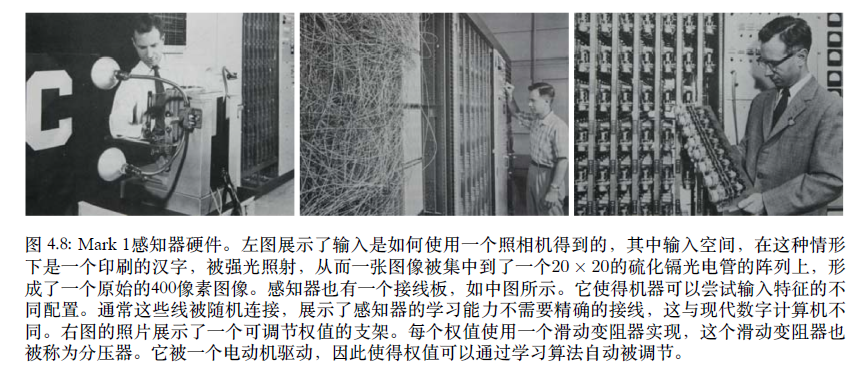 C
图 4.8: Mark 1感知器硬件。左图展示了输入是如何使用一个照相机得到的，其中输入空间，在这种情形
下是一个印刷的汉字，被强光照射，从而一张图像被集中到了一个20 × 20的硫化镉光电管的阵列上，形
成了一个原始的400像素图像。感知器也有一个接线板，如中图所示。它使得机器可以尝试输入特征的不
同配置。通常这些线被随机连接，展示了感知器的学习能力不需要精确的接线，这与现代数字计算机不
同。右图的照片展示了一个可调节权值的支架。每个权值使用一个滑动变阻器实现，这个滑动变阻器也
被称为分压器。它被一个电动机驱动，因此使得权值可以通过学习算法自动被调节。